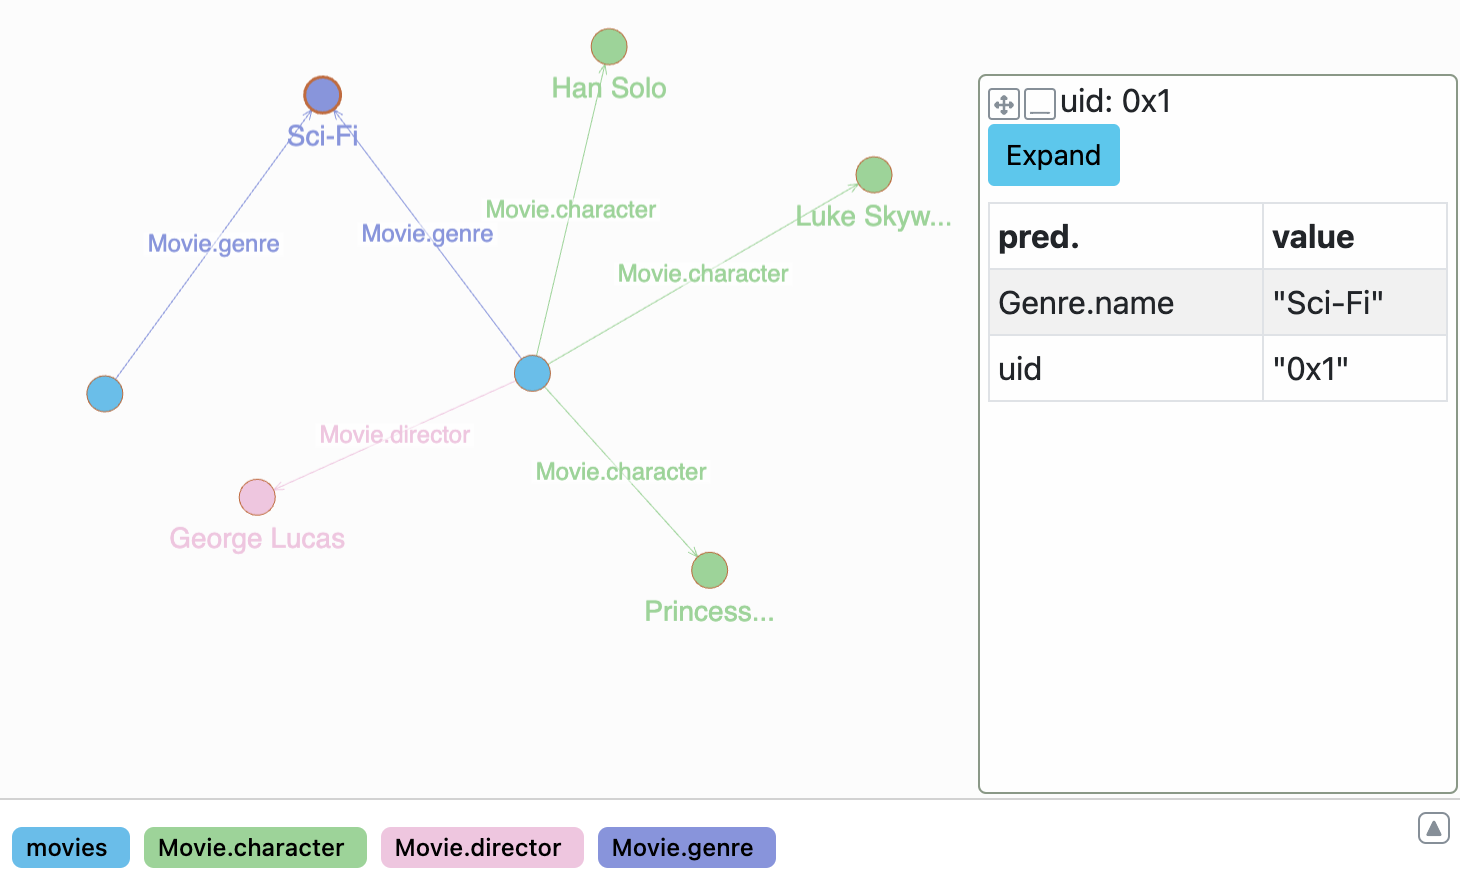 Han Solo
Sci-Fi
Luke Skyw...
Movie.character
Movie.genre
Movie.genre
Movie.character
Movie.director
Movie.character
George Lucas
Princess...
uid: 0x1
Expand
pred. value
Genre.name "Sci-Fi"
uid "0x1"
movies Movie.character Movie.director Movie.genre